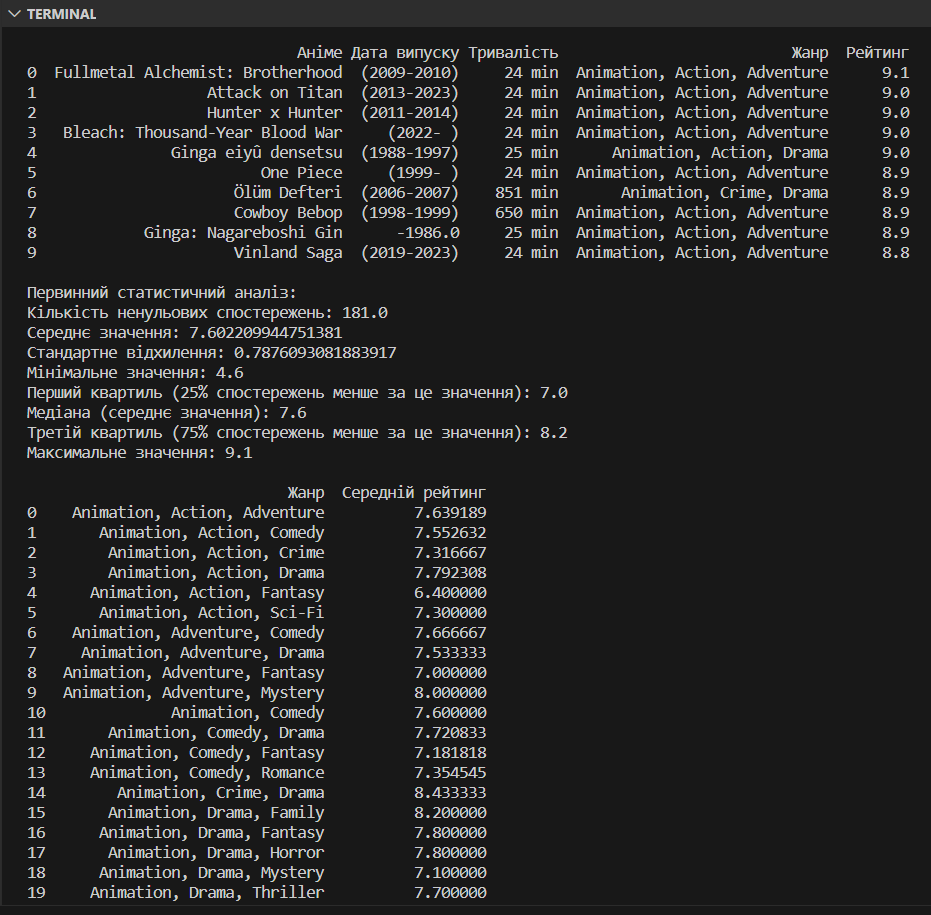 TERMINAL
Аніме Дата випуску Тривалість Жанр Рейтинг
0 Fullmetal Alchemist: Brotherhood (2009-2010) 24 min Animation, Action, Adventure 9.1
1 Attack on Titan (2013-2023) 24 min Animation, Action, Adventure 9.0
2 Hunter x Hunter (2011-2014) 24 min Animation, Action, Adventure 9.0
3 Bleach: Thousand-Year Blood War (2022- ) 24 min Animation, Action, Adventure 9.0
4 Ginga eiyû densetsu (1988-1997) 25 min Animation, Action, Drama 9.0
5 One Piece (1999- ) 24 min Animation, Action, Adventure 8.9
6 Ölüm Defteri (2006-2007) 851 min Animation, Crime, Drama 8.9
7 Cowboy Bebop (1998-1999) 650 min Animation, Action, Adventure 8.9
8 Ginga: Nagareboshi Gin -1986.0 25 min Animation, Action, Adventure 8.9
9 Vinland Saga (2019-2023) 24 min Animation, Action, Adventure 8.8
Первинний статистичний аналіз:
Кількість ненульових спостережень: 181.0
Середнє значення: 7.602209944751381
Стандартне відхилення: 0.7876093081883917
Мінімальне значення: 4.6
Перший квартиль (25% спостережень менше за це значення): 7.0
Медіана (середнє значення): 7.6
Третій квартиль (75% спостережень менше за це значення): 8.2
Максимальне значення: 9.1
Жанр Середній рейтинг
0 Animation, Action, Adventure 7.639189
1 Animation, Action, Comedy 7.552632
2 Animation, Action, Crime 7.316667
3 Animation, Action, Drama 7.792308
4 Animation, Action, Fantasy 6.400000
5 Animation, Action, Sci-Fi 7.300000
6 Animation, Adventure, Comedy 7.666667
7 Animation, Adventure, Drama 7.533333
8 Animation, Adventure, Fantasy 7.000000
9 Animation, Adventure, Mystery 8.000000
10 Animation, Comedy 7.600000
11 Animation, Comedy, Drama 7.720833
12 Animation, Comedy, Fantasy 7.181818
13 Animation, Comedy, Romance 7.354545
14 Animation, Crime, Drama 8.433333
15 Animation, Drama, Family 8.200000
16 Animation, Drama, Fantasy 7.800000
17 Animation, Drama, Horror 7.800000
18 Animation, Drama, Mystery 7.100000
19 Animation, Drama, Thriller 7.700000